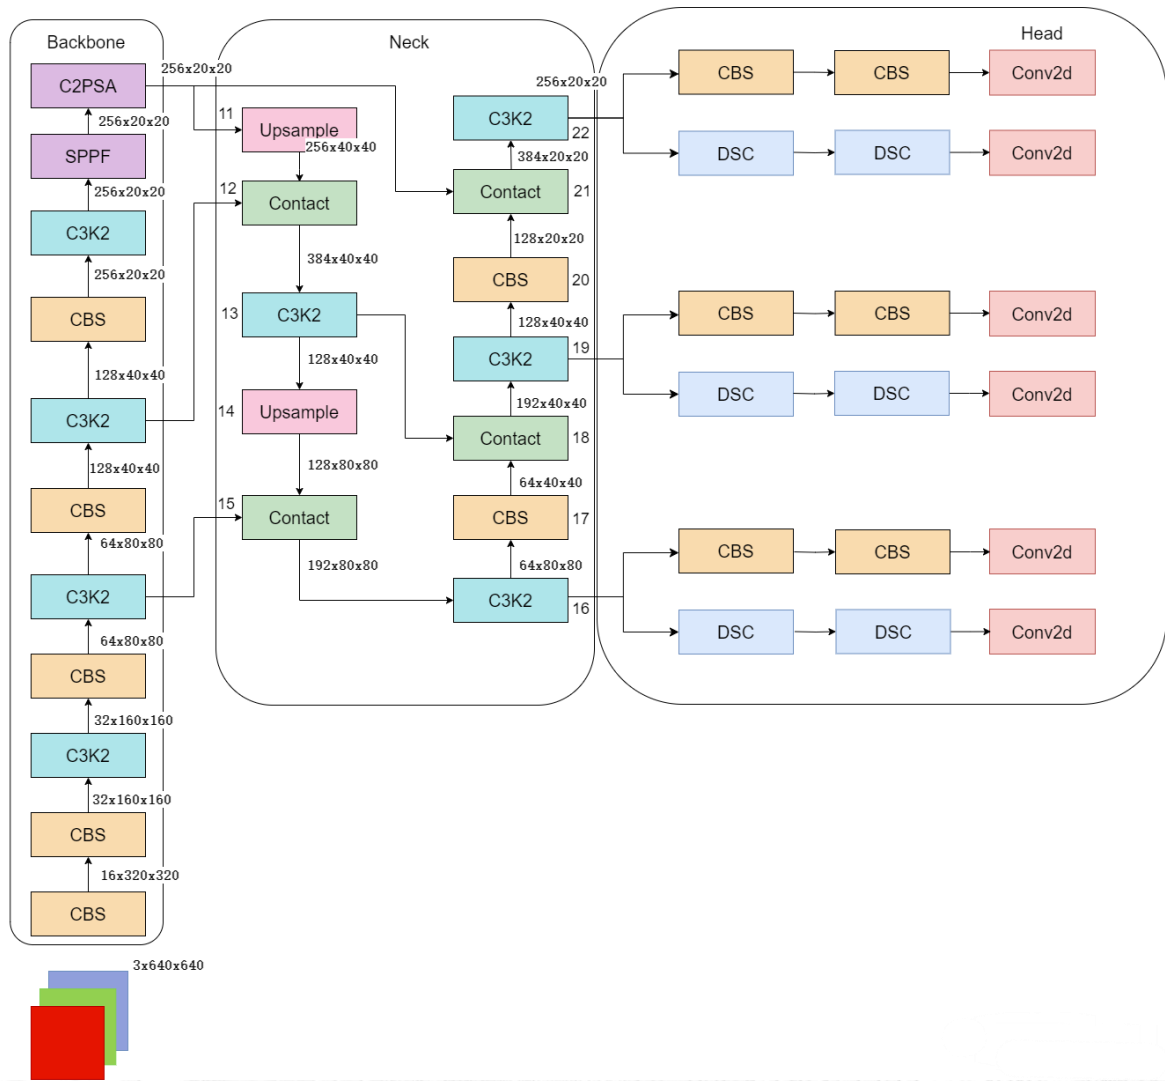 Backbone
C2PSA
256x20x20
SPPF
256x20x20
C3K2
256x20x20
CBS
128x40x40
C3K2
128x40x40
CBS
64x80x80
C3K2
64x80x80
CBS
32x160x160
C3K2
32x160x160
CBS
16x320x320
CBS
3x640x640
Neck
256x20x20
11
Upsample
256x40x40
12
Contact
384x40x40
13
C3K2
128x40x40
14
Upsample
128x80x80
15
Contact
192x80x80
256x20x20
C3K2
22
384x20x20
Contact
21
128x20x20
CBS
20
128x40x40
C3K2
19
192x40x40
Contact
18
64x40x40
CBS
17
64x80x80
C3K2
16
Head
CBS
CBS
Conv2d
DSC
DSC
Conv2d
CBS
CBS
Conv2d
DSC
DSC
Conv2d
CBS
CBS
Conv2d
DSC
DSC
Conv2d